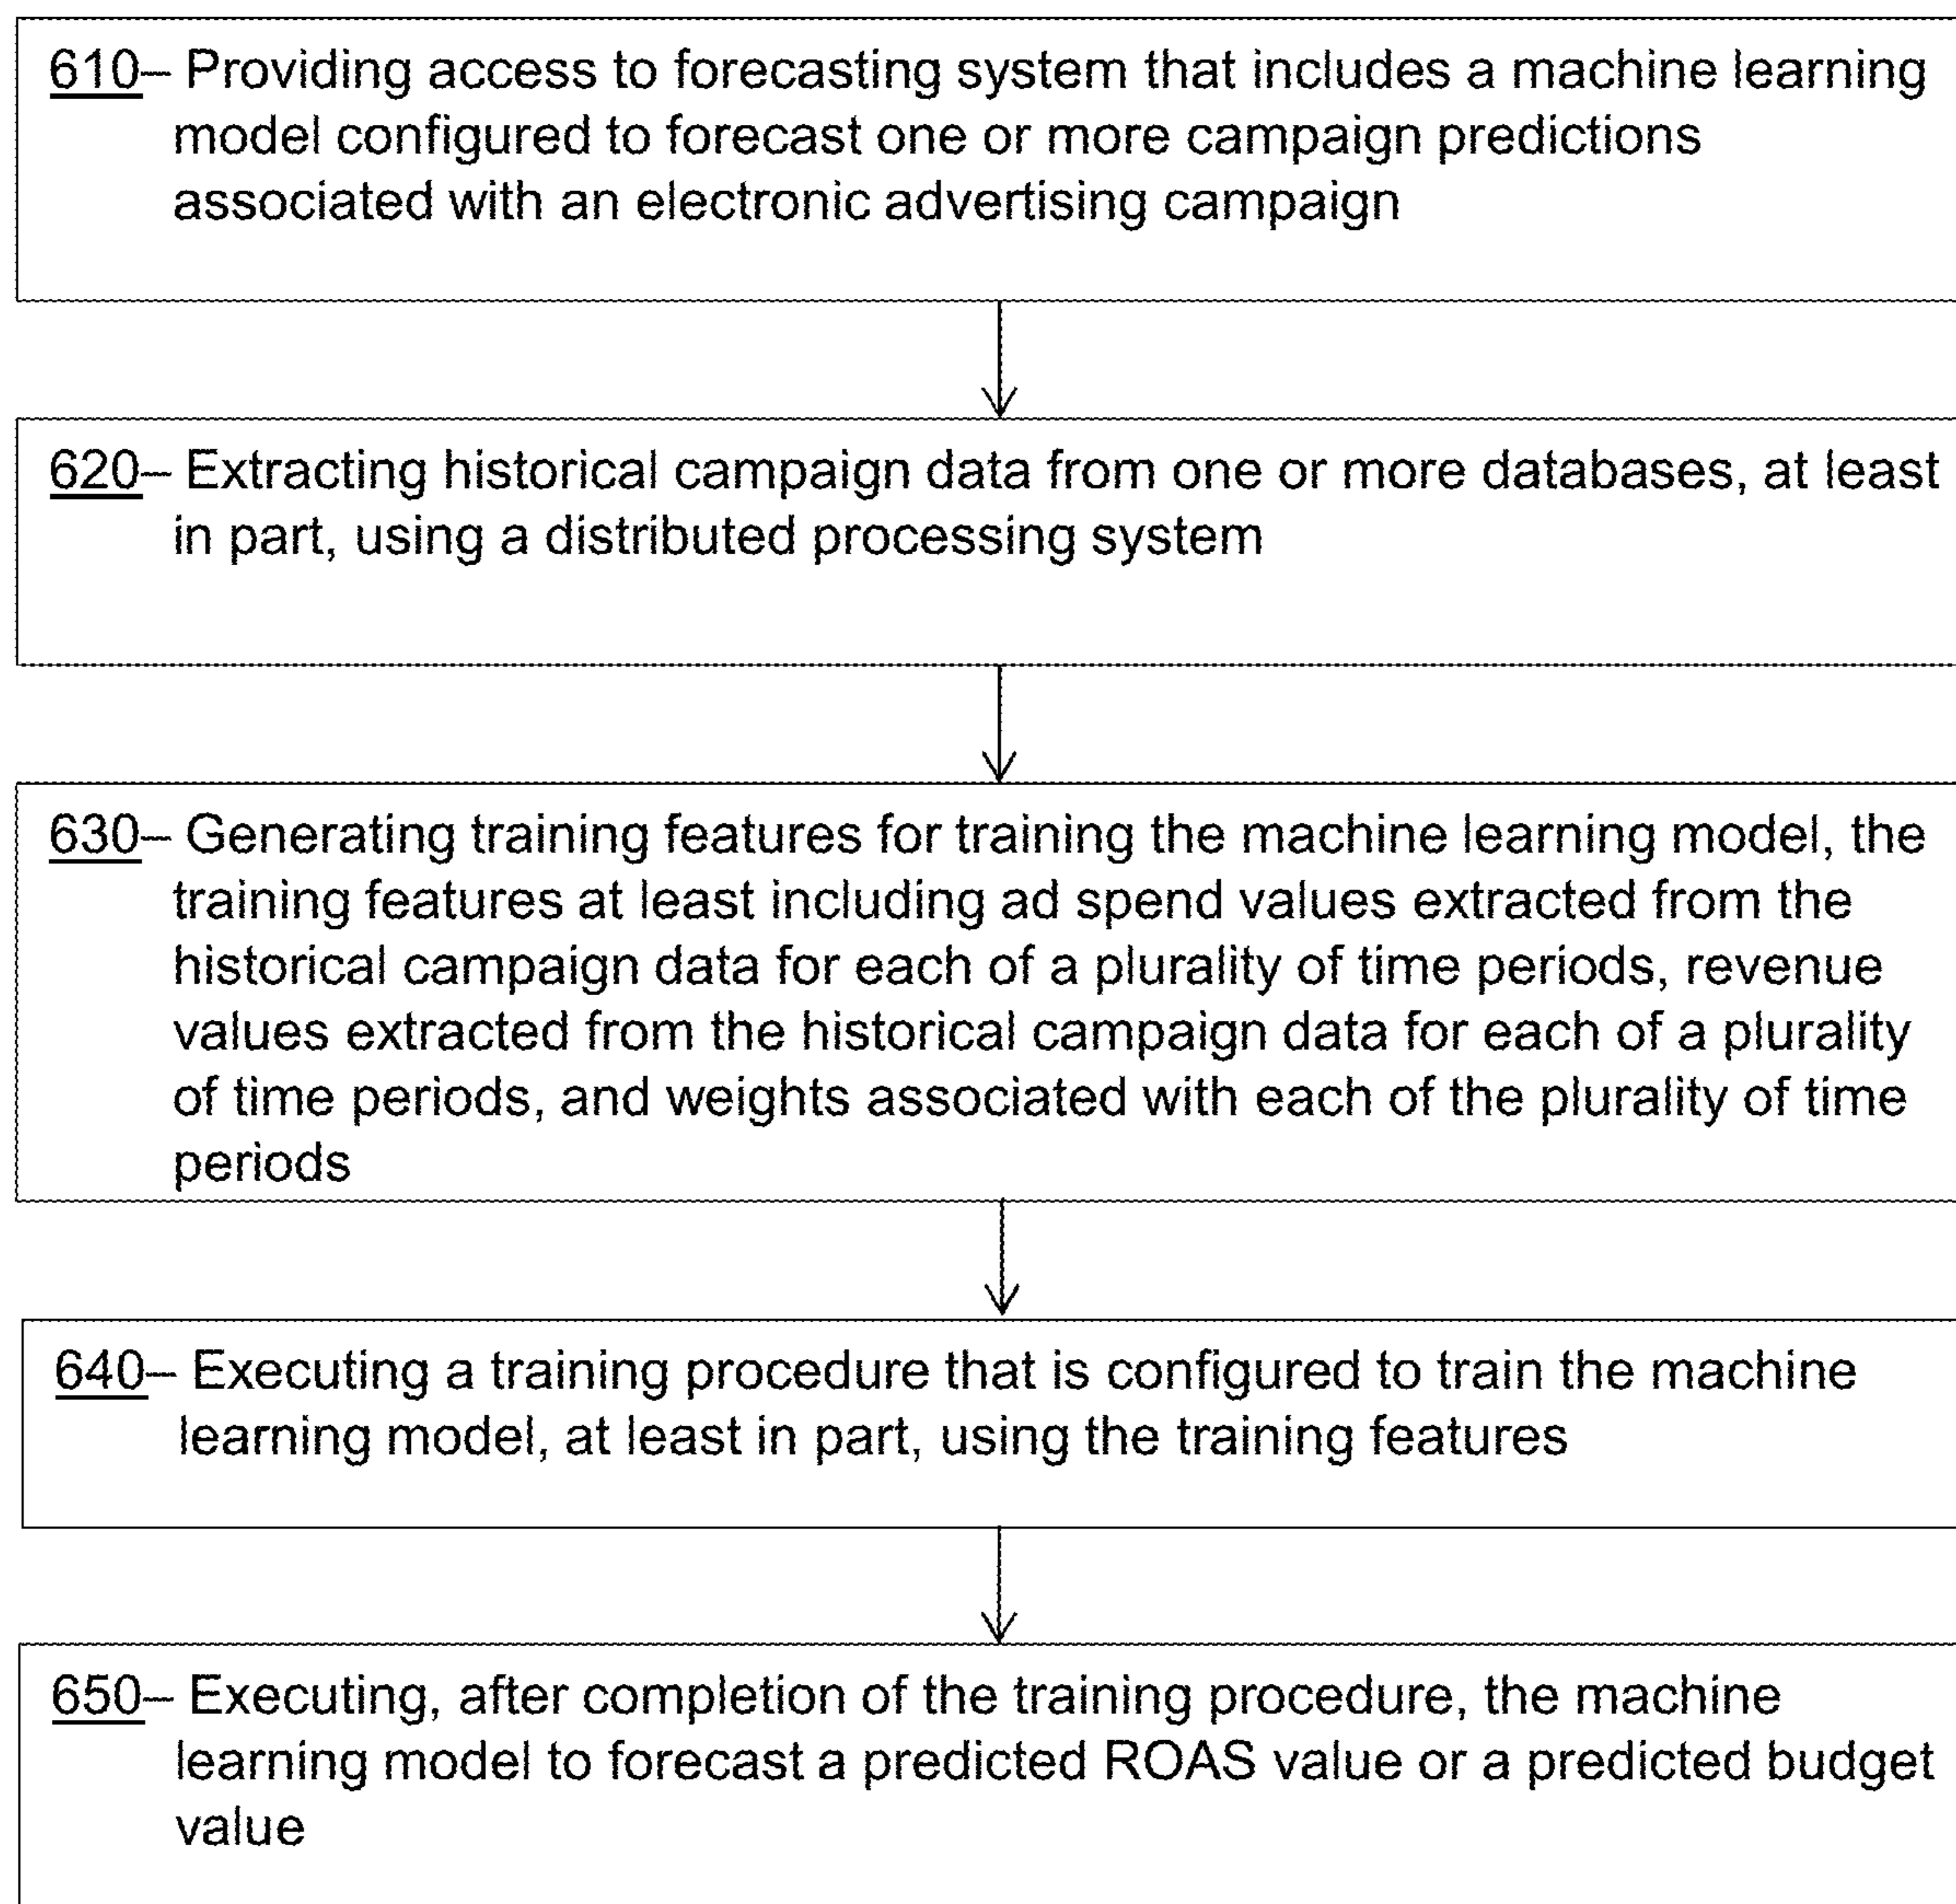 610– Providing access to forecasting system that includes a machine learning
model configured to forecast one or more campaign predictions
associated with an electronic advertising campaign
620– Extracting historical campaign data from one or more databases, at least
in part, using a distributed processing system
630– Generating training features for training the machine learning model, the
training features at least including ad spend values extracted from the
historical campaign data for each of a plurality of time periods, revenue
values extracted from the historical campaign data for each of a plurality
of time periods, and weights associated with each of the plurality of time
periods
640– Executing a training procedure that is configured to train the machine
learning model, at least in part, using the training features
650– Executing, after completion of the training procedure, the machine
learning model to forecast a predicted ROAS value or a predicted budget
value